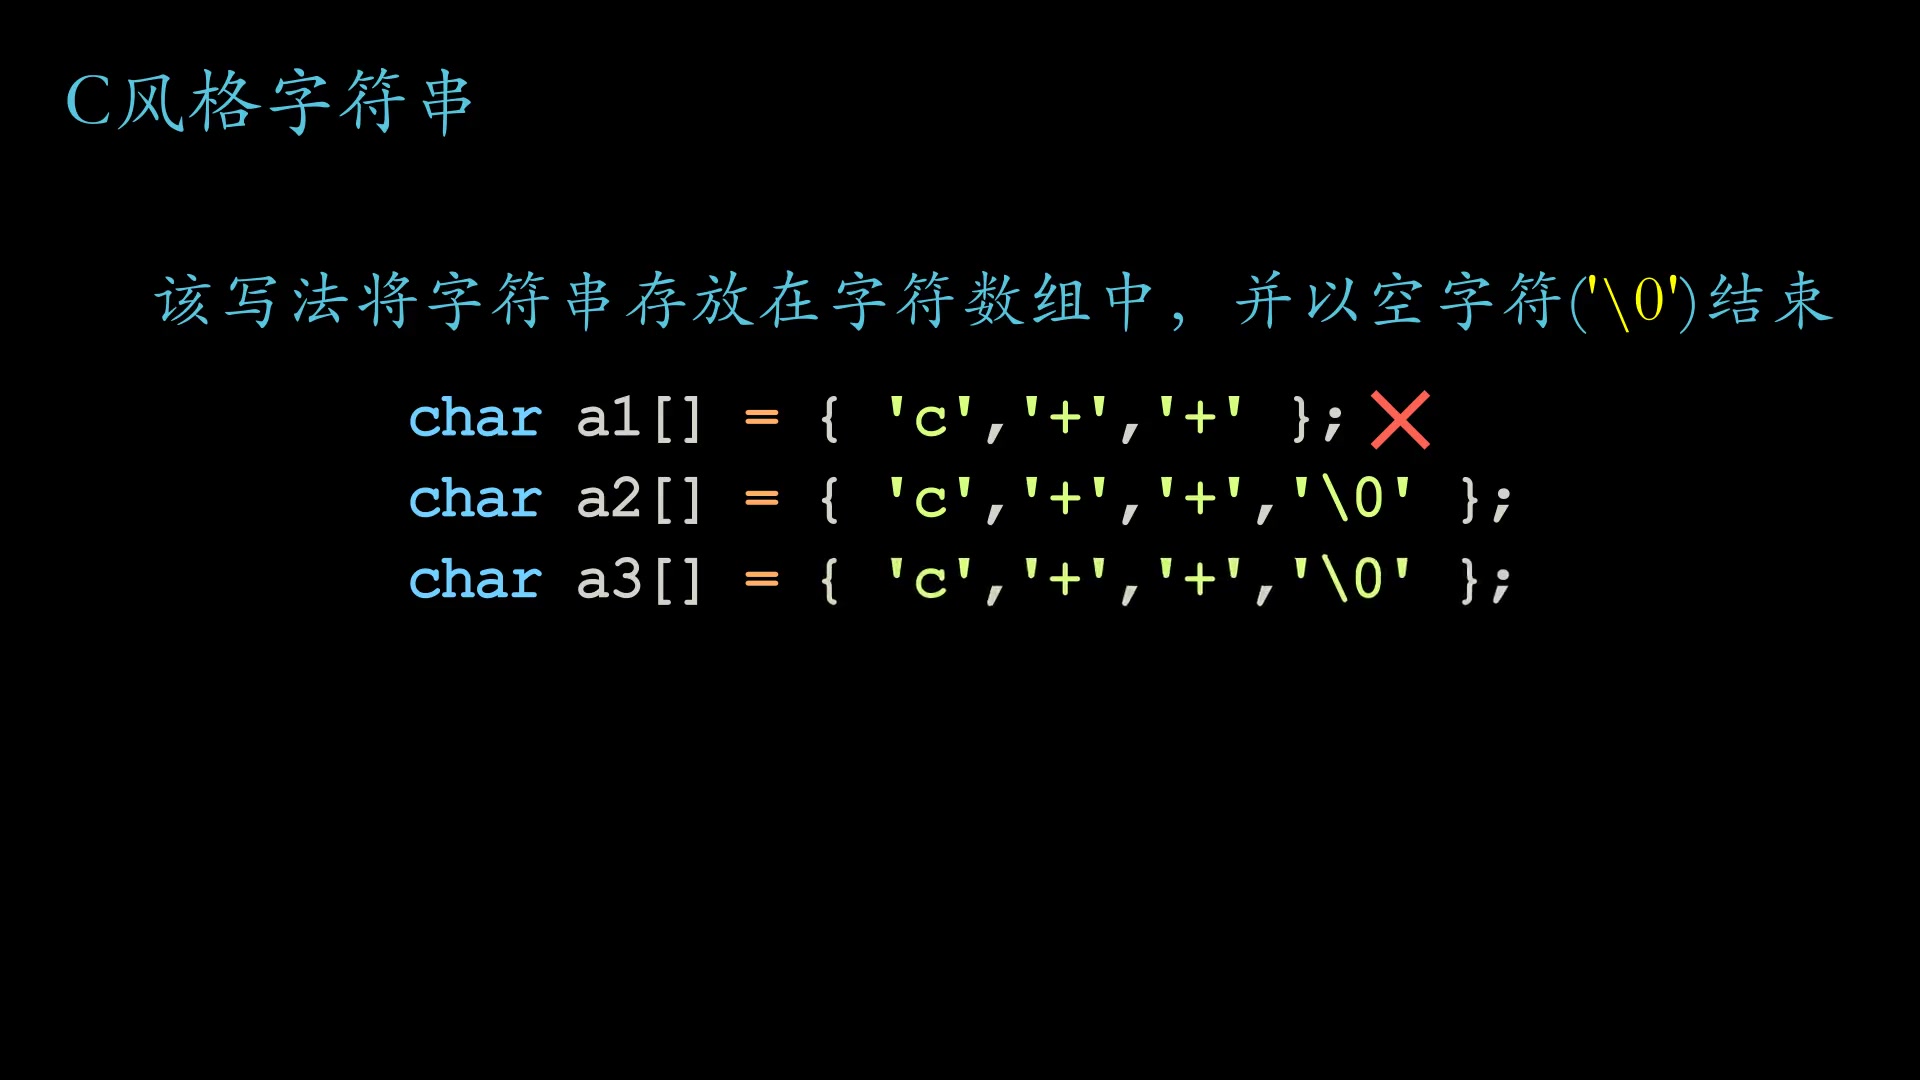 C风格字符串
该写法将字符串存放在字符数组中，并以空字符('\0')结束
char a1[] = { 'c','+','+' };
char a2[] = { 'c','+','+','\0' };
char a3[] = { 'c','+','+','\0' };